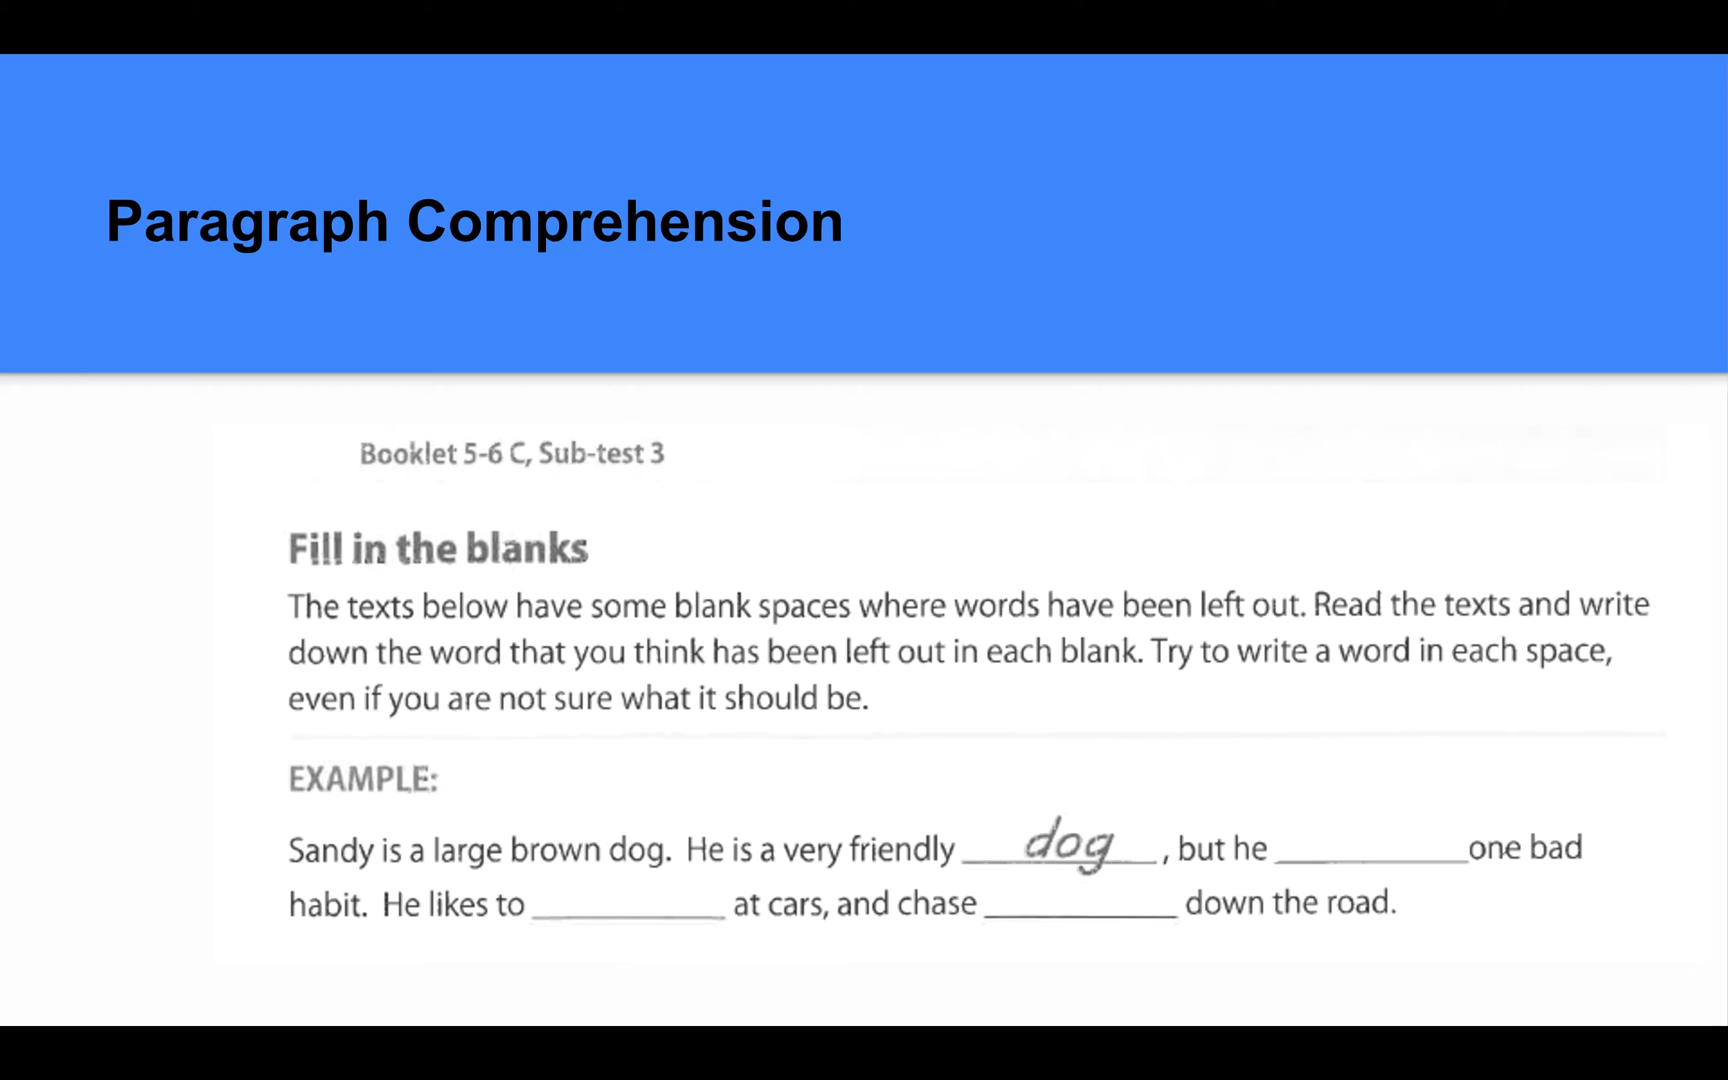 Paragraph Comprehension
Booklet 5-6 C, Sub-test 3
Fill in the blanks
The texts below have some blank spaces where words have been left out. Read the texts and write
down the word that you think has been left out in each blank. Try to write a word in each space,
even if you are not sure what it should be.
EXAMPLE:
Sandy is a large brown dog. He is a very friendly dog, but he __________ one bad
habit. He likes to __________ at cars, and chase __________ down the road.